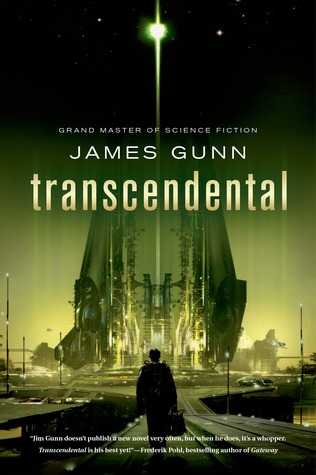 GRAND MASTER OF SCIENCE FICTION
JAMES GUNN
transcendental
"Jim Gunn doesn't publish a new novel very often, but when he does, it's a whopper.
Transcendental is his best yet!"—Frederik Pohl, bestselling author of Gateway